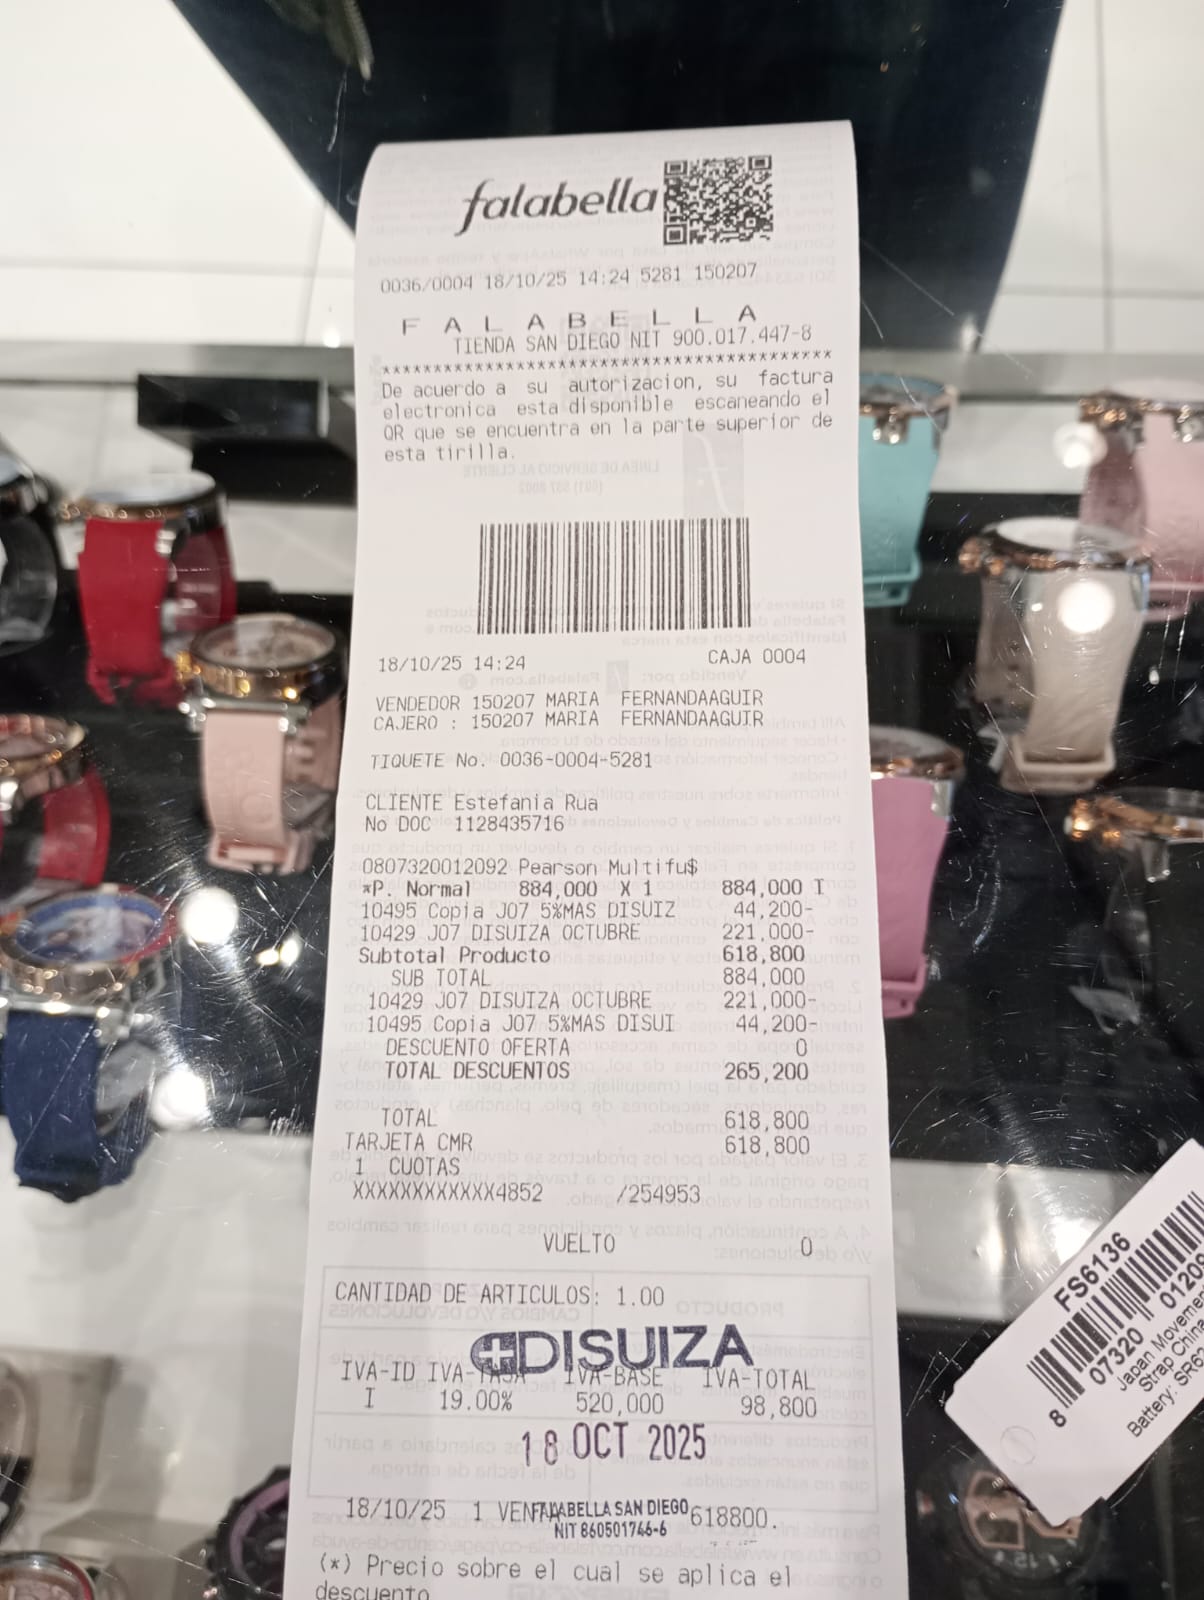 falabella
0036/0004 18/10/25 14:24 5281 150207
F A L A B E L L A
TIENDA SAN DIEGO NIT 900.017.447-8
******************************************
De acuerdo a su autorizacion, su factura
electronica esta disponible escaneando el
QR que se encuentra en la parte superior de
esta tirilla.
18/10/25 14:24 CAJA 0004
VENDEDOR 150207 MARIA FERNANDAAGUIR
CAJERO : 150207 MARIA FERNANDAAGUIR
TIQUETE No. 0036-0004-5281
CLIENTE Estefania Rua
No DOC 1128435716
0807320012092 Pearson Multifu$
*P. Normal 884,000 X 1 884,000 I
10495 Copia J07 5%MAS DISUIZ 44,200-
10429 J07 DISUIZA OCTUBRE 221,000-
Subtotal Producto 618,800
SUB TOTAL 884,000
10429 J07 DISUIZA OCTUBRE 221,000-
10495 Copia J07 5%MAS DISUI 44,200-
DESCUENTO OFERTA 0
TOTAL DESCUENTOS 265,200
TOTAL 618,800
TARJETA CMR 618,800
1 CUOTAS
XXXXXXXXXXXX4852 /254953
VUELTO 0
CANTIDAD DE ARTICULOS: 1.00
DISUIZA
IVA-ID IVA-TASA IVA-BASE IVA-TOTAL
I 19.00% 520,000 98,800
18 OCT 2025
18/10/25 1 VEN 618800.
FALABELLA SAN DIEGO
NIT 860501746-6
(*) Precio sobre el cual se aplica el
descuento
FS6136
8 07320 01209
Japan Movement
Strap China
Battery: SR62